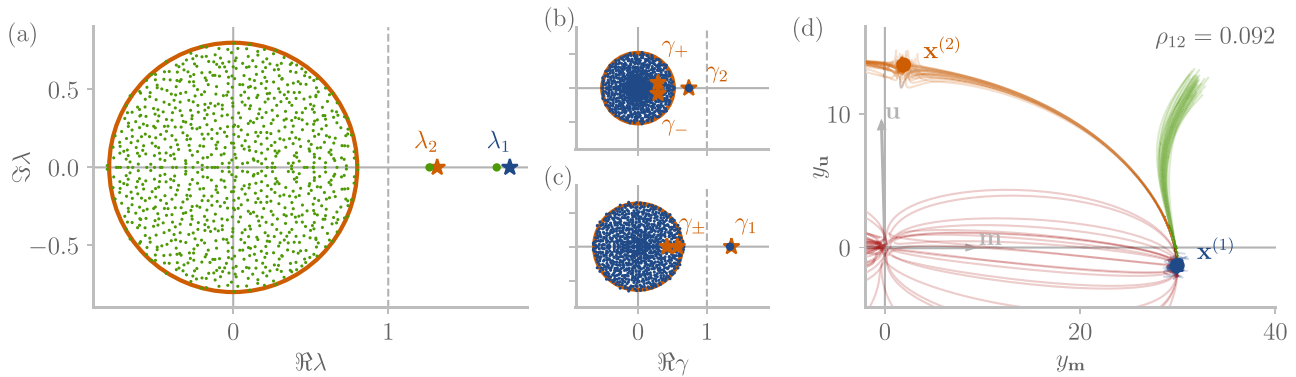 (a)
0.5
0.0
−0.5
ℑλ
λ₂
λ₁
0
1
ℜλ
(b)
γ₊
γ₂
γ₋
(c)
γ±
γ₁
0
1
ℜγ
(d)
x⁽²⁾
ρ₁₂ = 0.092
10
u
yᵤ
0
m
x⁽¹⁾
0
20
40
yₘ